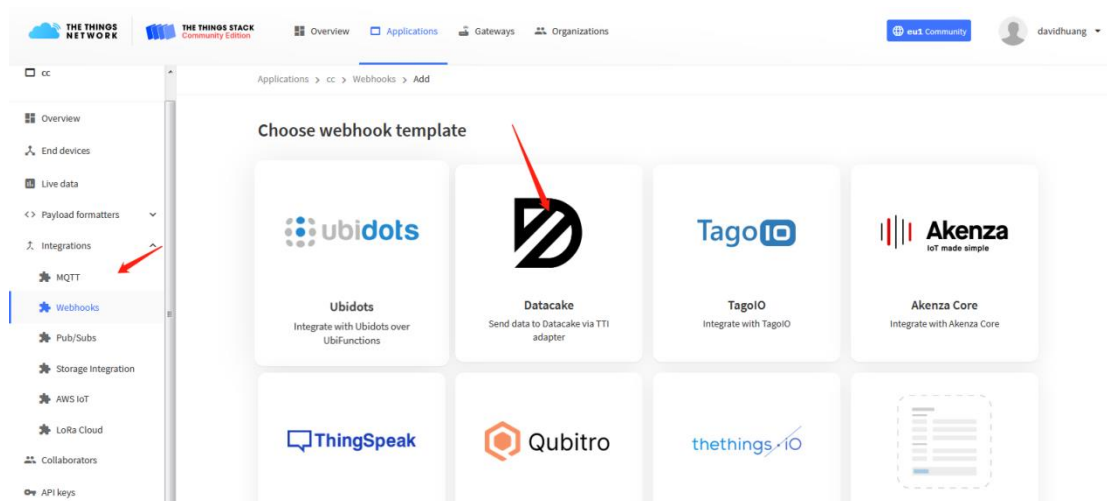 THE THINGS
NETWORK
THE THINGS STACK
Community Edition
Overview
Applications
Gateways
Organizations
eu1 Community
davidhuang
cc
Applications > cc > Webhooks > Add
Overview
End devices
Live data
Payload formatters
Integrations
MQTT
Webhooks
Pub/Subs
Storage Integration
AWS IoT
LoRa Cloud
Collaborators
API keys
Choose webhook template
ubidots
Ubidots
Integrate with Ubidots over
UbiFunctions
Datacake
Send data to Datacake via TTI
adapter
TagoIO
TagoIO
Integrate with TagoIO
Akenza
IoT made simple
Akenza Core
Integrate with Akenza Core
ThingSpeak
Qubitro
thethings.iO